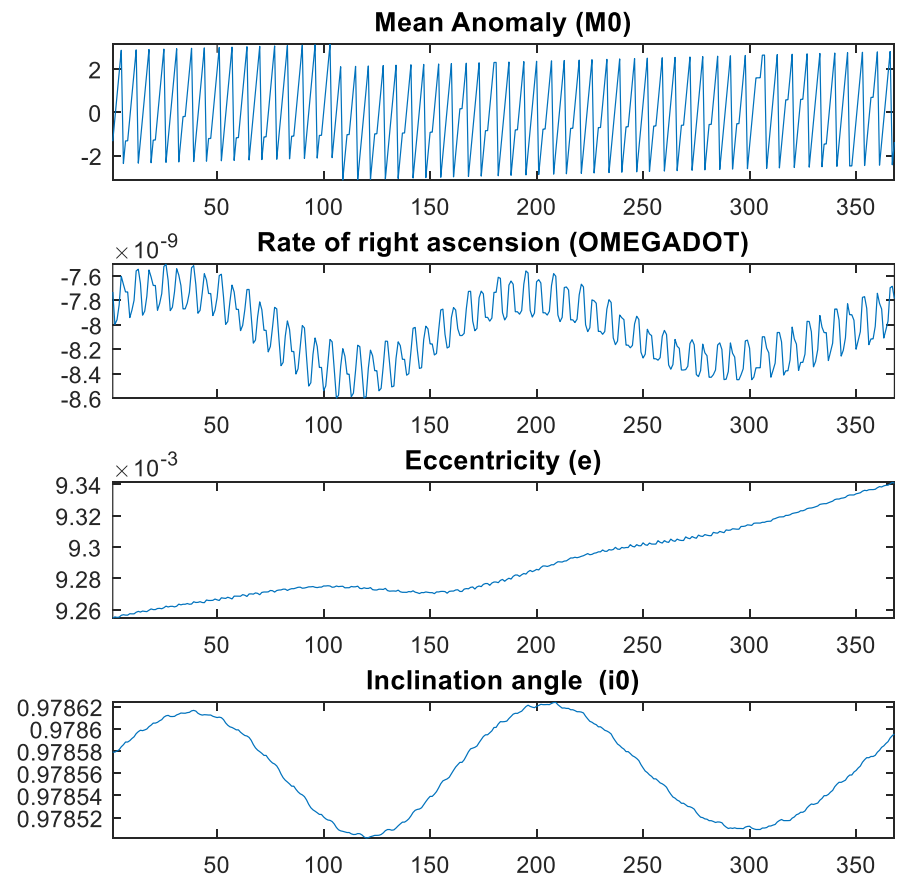 Mean Anomaly (M0)
2
0
-2
50 100 150 200 250 300 350
×10-9
Rate of right ascension (OMEGADOT)
-7.6
-7.8
-8
-8.2
-8.4
-8.6
50 100 150 200 250 300 350
×10-3
Eccentricity (e)
9.34
9.32
9.3
9.28
9.26
50 100 150 200 250 300 350
Inclination angle (i0)
0.97862
0.9786
0.97858
0.97856
0.97854
0.97852
50 100 150 200 250 300 350